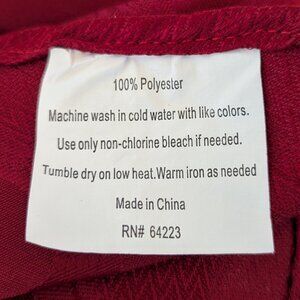 100% Polyester
Machine wash in cold water with like colors.
Use only non-chlorine bleach if needed.
Tumble dry on low heat.Warm iron as needed
Made in China
RN# 64223